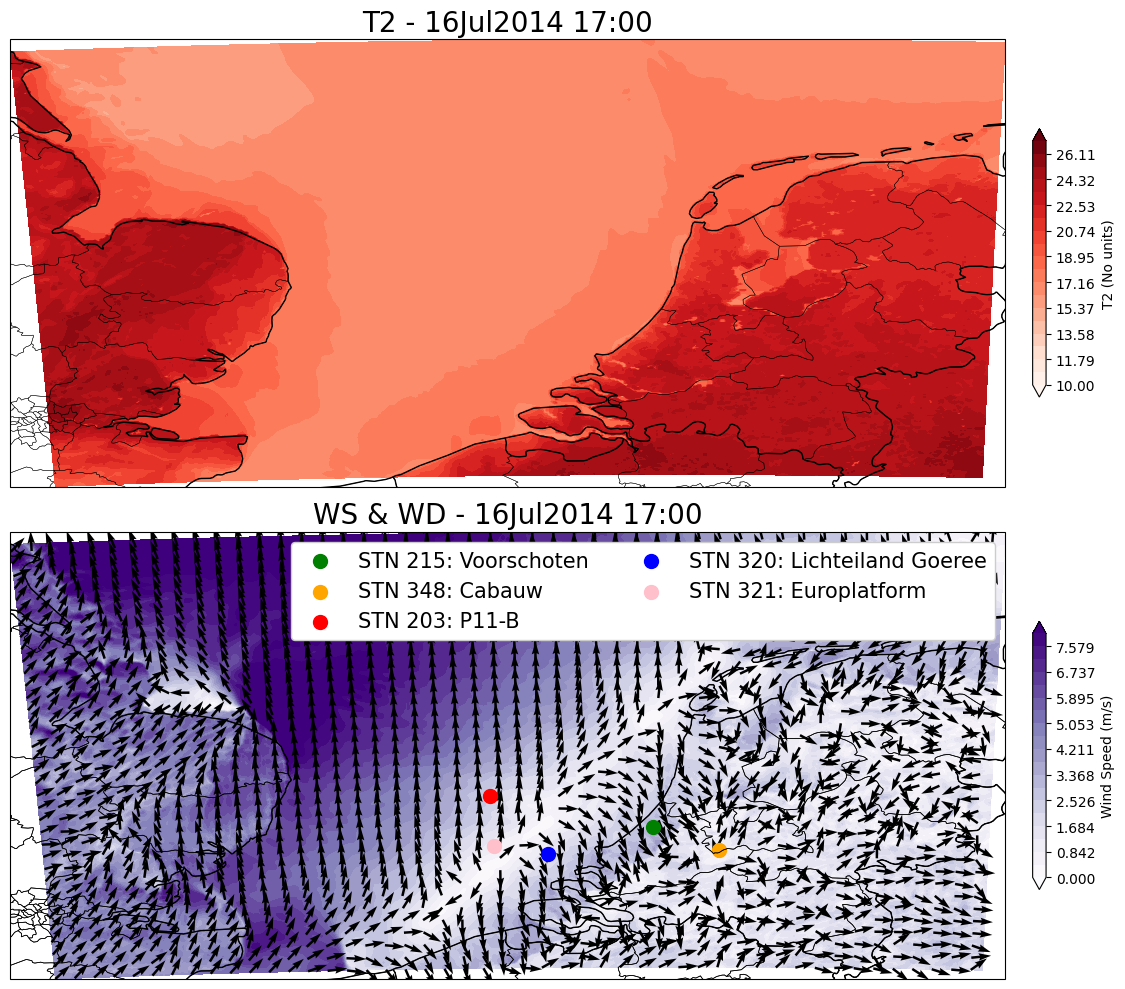 T2 - 16Jul2014 17:00
26.11
24.32
22.53
20.74
18.95
17.16
15.37
13.58
11.79
10.00
T2 (No units)
WS & WD - 16Jul2014 17:00
STN 215: Voorschoten
STN 348: Cabauw
STN 203: P11-B
STN 320: Lichteiland Goeree
STN 321: Europlatform
7.579
6.737
5.895
5.053
4.211
3.368
2.526
1.684
0.842
0.000
Wind Speed (m/s)